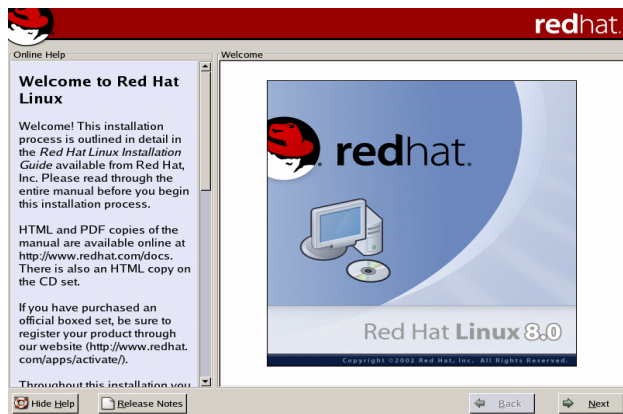 redhat.
Online Help
Welcome to Red Hat
Linux
Welcome! This installation
process is outlined in detail in
the Red Hat Linux Installation
Guide available from Red Hat,
Inc. Please read through the
entire manual before you begin
this installation process.
HTML and PDF copies of the
manual are available online at
http://www.redhat.com/docs.
There is also an HTML copy on
the CD set.
If you have purchased an
official boxed set, be sure to
register your product through
our website (http://www.redhat.
com/apps/activate/).
Throughout this installation you
Welcome
redhat.
Red Hat Linux 8.0
Copyright ©2002 Red Hat, Inc. All Rights Reserved.
Hide Help
Release Notes
Back
Next